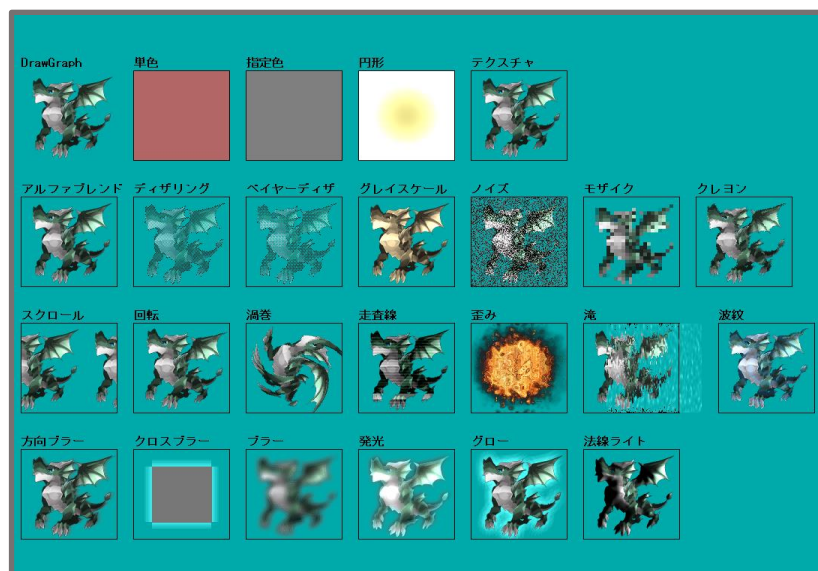 DrawGraph 単色 指定色 円形 テクスチャ
アルファブレンド ディザリング ベイヤーディザ グレイスケール ノイズ モザイク クレヨン
スクロール 回転 渦巻 走査線 歪み 滝 波紋
方向ブラー クロスブラー ブラー 発光 グロー 法線ライト